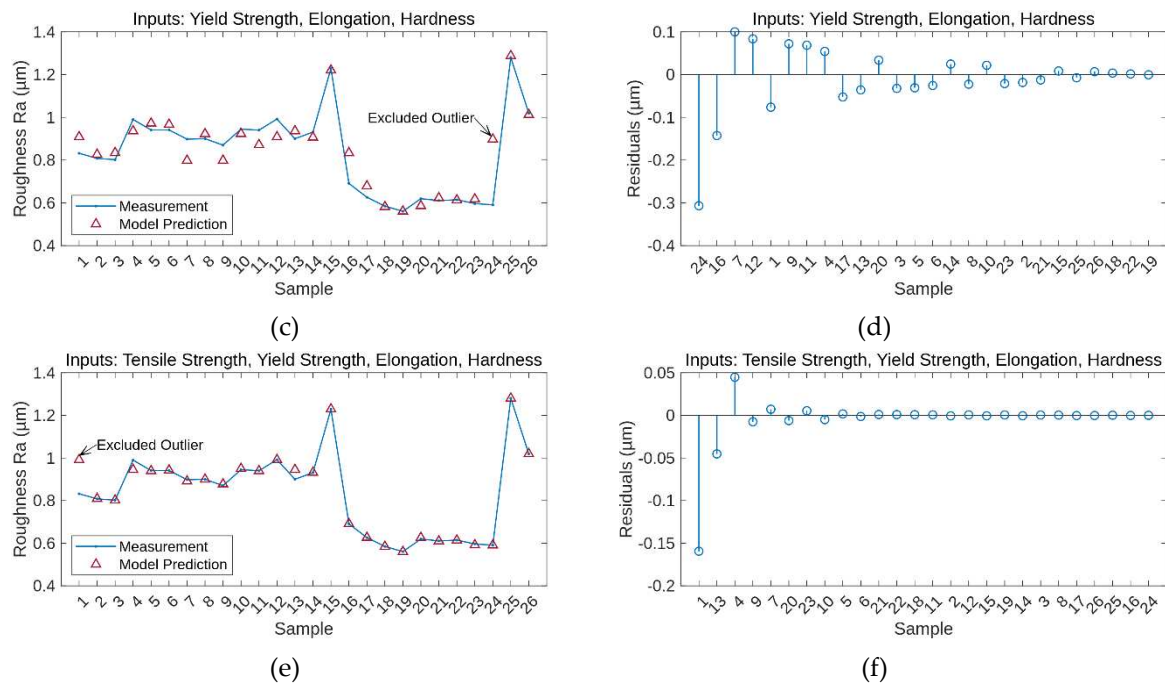 Inputs: Yield Strength, Elongation, Hardness
1.4
1.2
1
0.8
0.6
0.4
Roughness Ra (µm)
Excluded Outlier
Measurement
Model Prediction
1 2 3 4 5 6 7 8 9 10 11 12 13 14 15 16 17 18 19 20 21 22 23 24 25 26
Sample
(c)
Inputs: Yield Strength, Elongation, Hardness
0.1
0
-0.1
-0.2
-0.3
-0.4
Residuals (µm)
24 16 7 12 1 9 11 4 17 13 20 3 5 6 14 8 10 23 2 21 15 25 26 18 22 19
Sample
(d)
Inputs: Tensile Strength, Yield Strength, Elongation, Hardness
1.4
1.2
1
0.8
0.6
0.4
Roughness Ra (µm)
Excluded Outlier
Measurement
Model Prediction
1 2 3 4 5 6 7 8 9 10 11 12 13 14 15 16 17 18 19 20 21 22 23 24 25 26
Sample
(e)
Inputs: Tensile Strength, Yield Strength, Elongation, Hardness
0.05
0
-0.05
-0.1
-0.15
-0.2
Residuals (µm)
1 13 4 9 7 20 23 10 5 6 21 22 18 11 2 12 15 19 14 3 8 17 26 25 16 24
Sample
(f)